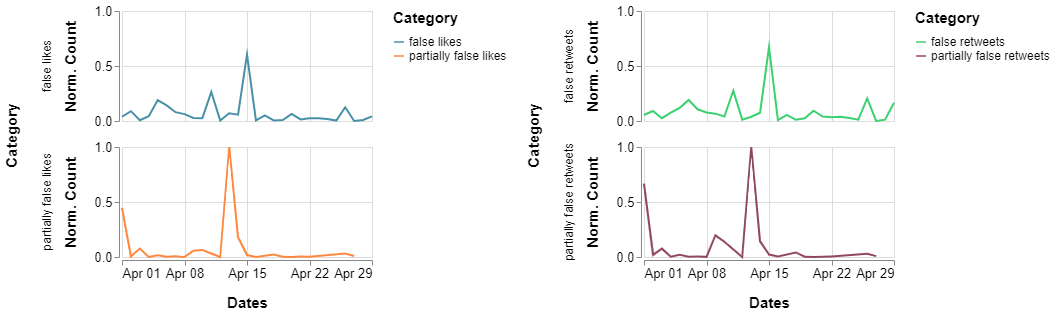 Category
false likes
Norm. Count
1.0
0.5
0.0
partially false likes
Norm. Count
1.0
0.5
0.0
Apr 01 Apr 08 Apr 15 Apr 22 Apr 29
Dates
Category
false likes
partially false likes
Category
false retweets
Norm. Count
1.0
0.5
0.0
partially false retweets
Norm. Count
1.0
0.5
0.0
Apr 01 Apr 08 Apr 15 Apr 22 Apr 29
Dates
Category
false retweets
partially false retweets